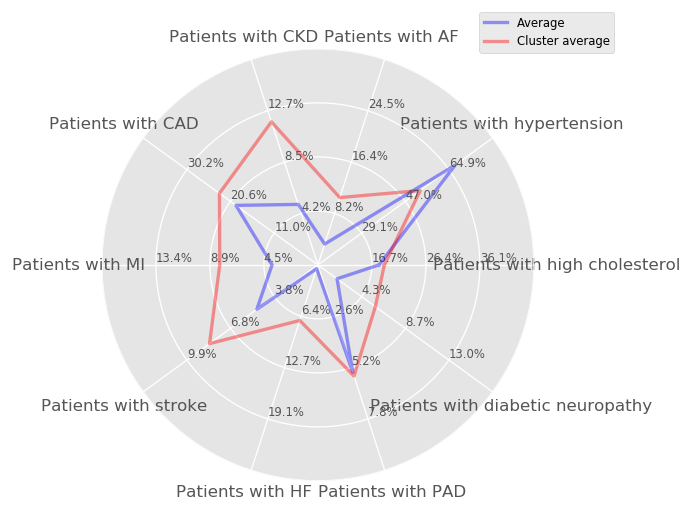 Average
Cluster average
Patients with CKD Patients with AF
12.7% 24.5%
Patients with CAD Patients with hypertension
30.2% 8.5% 16.4% 64.9%
20.6% 4.2% 8.2% 47.0%
11.0% 29.1%
Patients with MI 13.4% 8.9% 4.5% 16.7% 26.4% 36.1% Patients with high cholesterol
3.8% 4.3%
6.8% 6.4% 2.6% 8.7%
9.9% 12.7% 5.2% 13.0%
Patients with stroke 19.1% 7.8% Patients with diabetic neuropathy
Patients with HF Patients with PAD